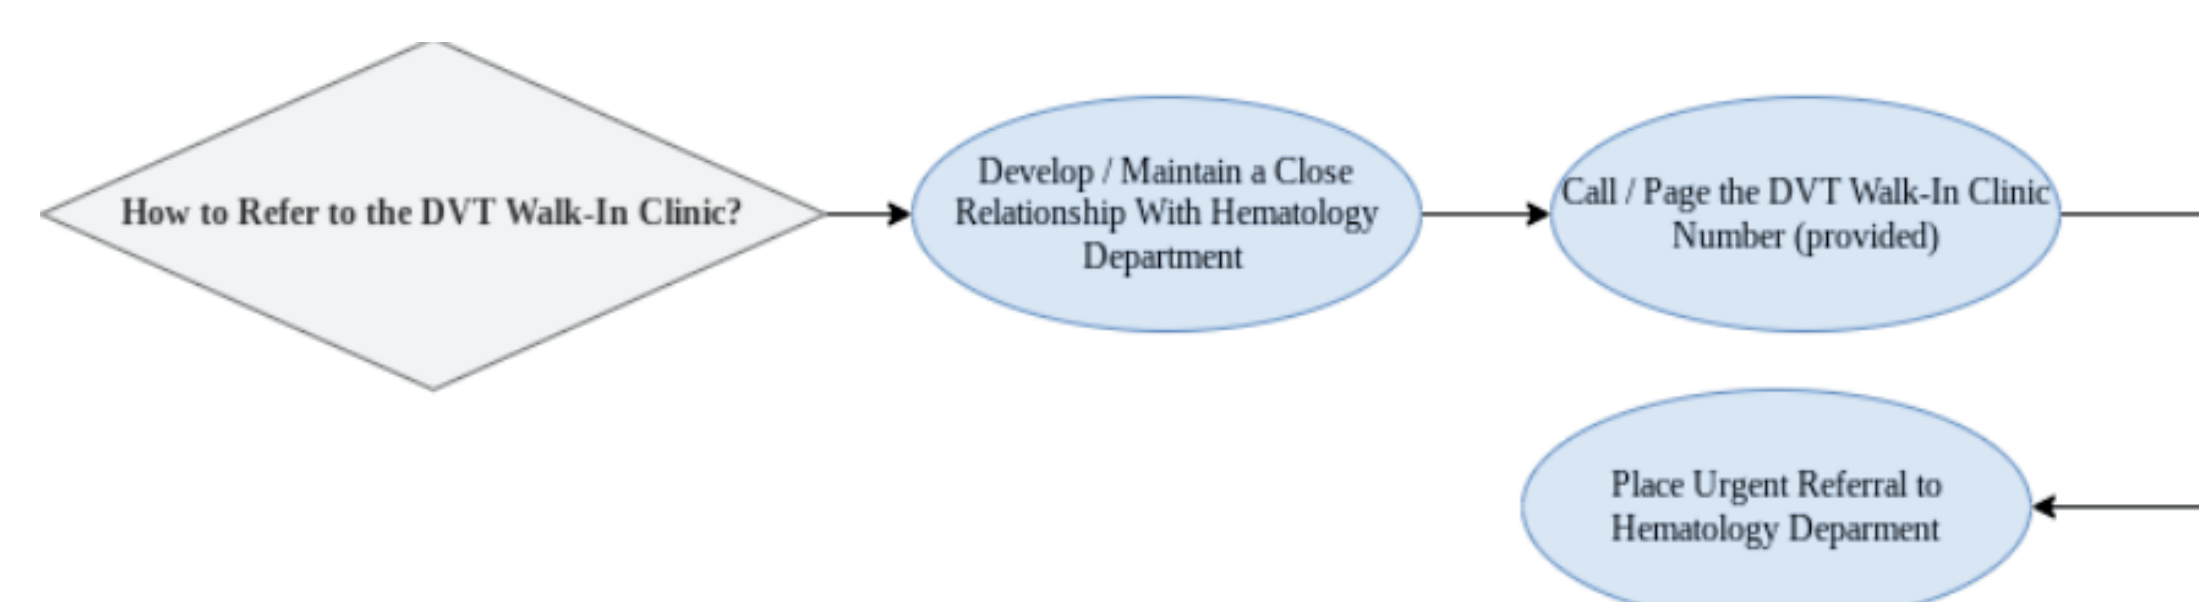 How to Refer to the DVT Walk-In Clinic?
Develop / Maintain a Close
Relationship With Hematology
Department
Call / Page the DVT Walk-In Clinic
Number (provided)
Place Urgent Referral to
Hematology Deparment